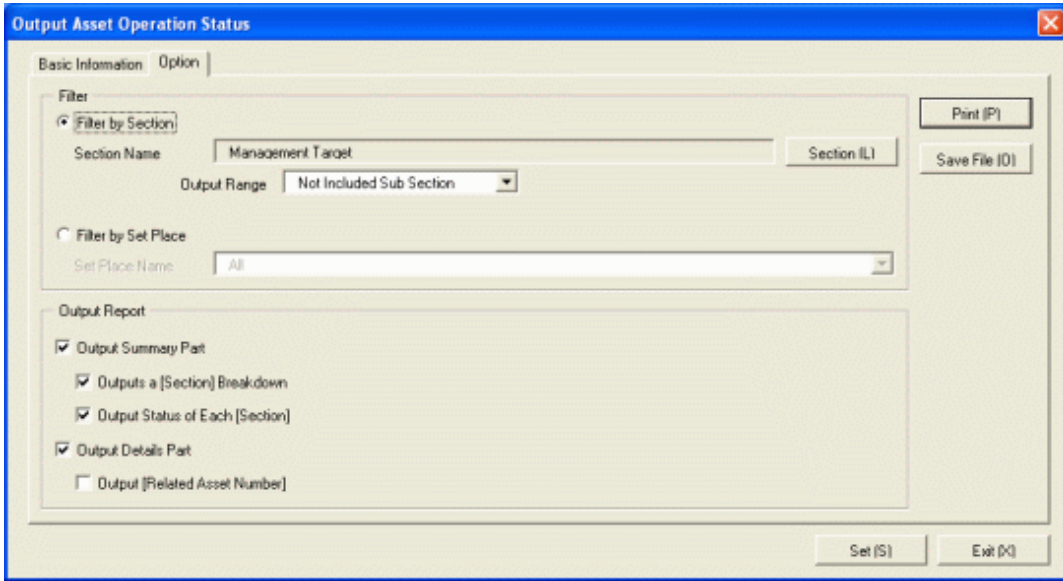 Output Asset Operation Status
Basic Information Option
Filter
Filter by Section
Print (P)
Section Name Management Target Section (L)
Save File (O)
Output Range Not Included Sub Section
Filter by Set Place
Set Place Name All
Output Report
Output Summary Part
Outputs a [Section] Breakdown
Output Status of Each [Section]
Output Details Part
Output [Related Asset Number]
Set (S) Exit (X)